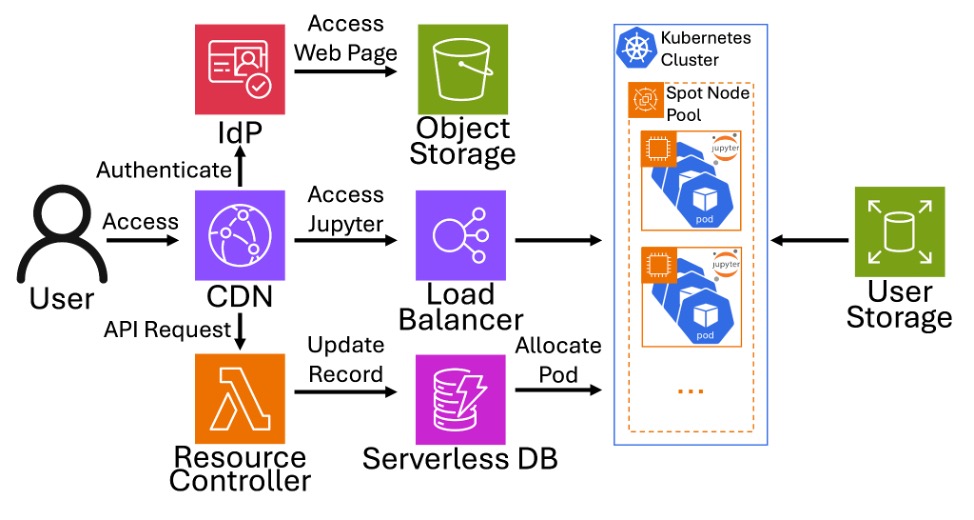 Access
Web Page
IdP
Object
Storage
Kubernetes
Cluster
Spot Node
Pool
jupyter
pod
Authenticate
Access
User
CDN
Access
Jupyter
Load
Balancer
jupyter
pod
User
Storage
API Request
Update
Record
Allocate
Pod
...
Resource
Controller
Serverless DB